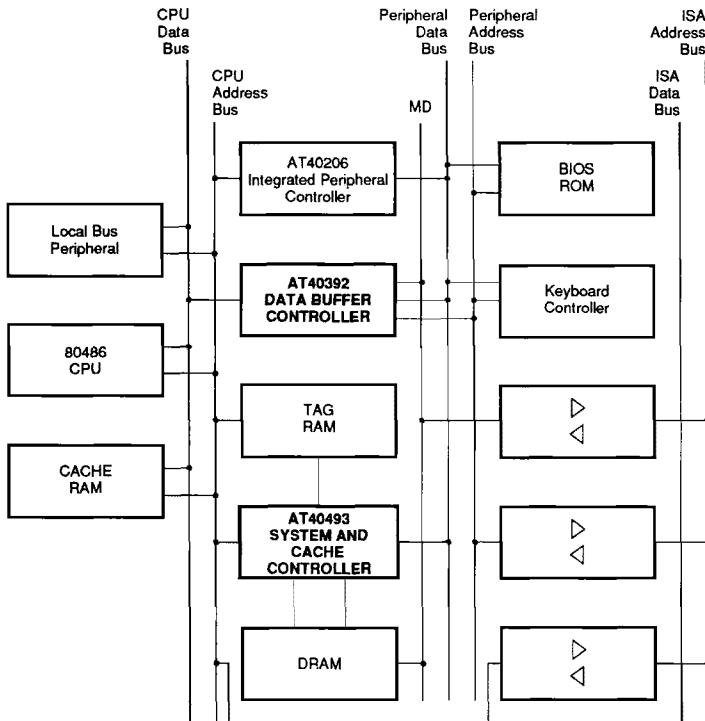 CPU
Data
Bus
CPU
Address
Bus
MD
Peripheral
Data
Bus
Peripheral
Address
Bus
ISA
Address
Bus
ISA
Data
Bus
AT40206
Integrated Peripheral
Controller
BIOS
ROM
Local Bus
Peripheral
AT40392
DATA BUFFER
CONTROLLER
Keyboard
Controller
80486
CPU
TAG
RAM
CACHE
RAM
AT40493
SYSTEM AND
CACHE
CONTROLLER
DRAM